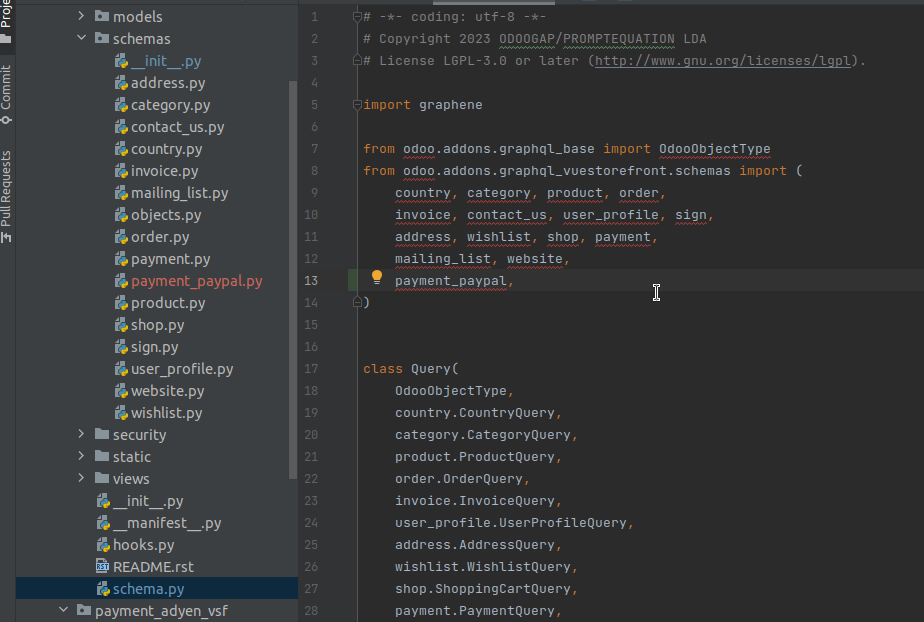 Proje
Commit
Pull Requests
models
schemas
__init__.py
address.py
category.py
contact_us.py
country.py
invoice.py
mailing_list.py
objects.py
order.py
payment.py
payment_paypal.py
product.py
shop.py
sign.py
user_profile.py
website.py
wishlist.py
security
static
views
__init__.py
__manifest__.py
hooks.py
README.rst
schema.py
payment_adyen_vsf
1 # -*- coding: utf-8 -*-
2 # Copyright 2023 ODOOGAP/PROMPTEQUATION LDA
3 # License LGPL-3.0 or later (http://www.gnu.org/licenses/lgpl).
4
5 import graphene
6
7 from odoo.addons.graphql_base import OdooObjectType
8 from odoo.addons.graphql_vuestorefront.schemas import (
9 country, category, product, order,
10 invoice, contact_us, user_profile, sign,
11 address, wishlist, shop, payment,
12 mailing_list, website,
13 payment_paypal,
14 )
15
16
17 class Query(
18 OdooObjectType,
19 country.CountryQuery,
20 category.CategoryQuery,
21 product.ProductQuery,
22 order.OrderQuery,
23 invoice.InvoiceQuery,
24 user_profile.UserProfileQuery,
25 address.AddressQuery,
26 wishlist.WishlistQuery,
27 shop.ShoppingCartQuery,
28 payment.PaymentQuery,